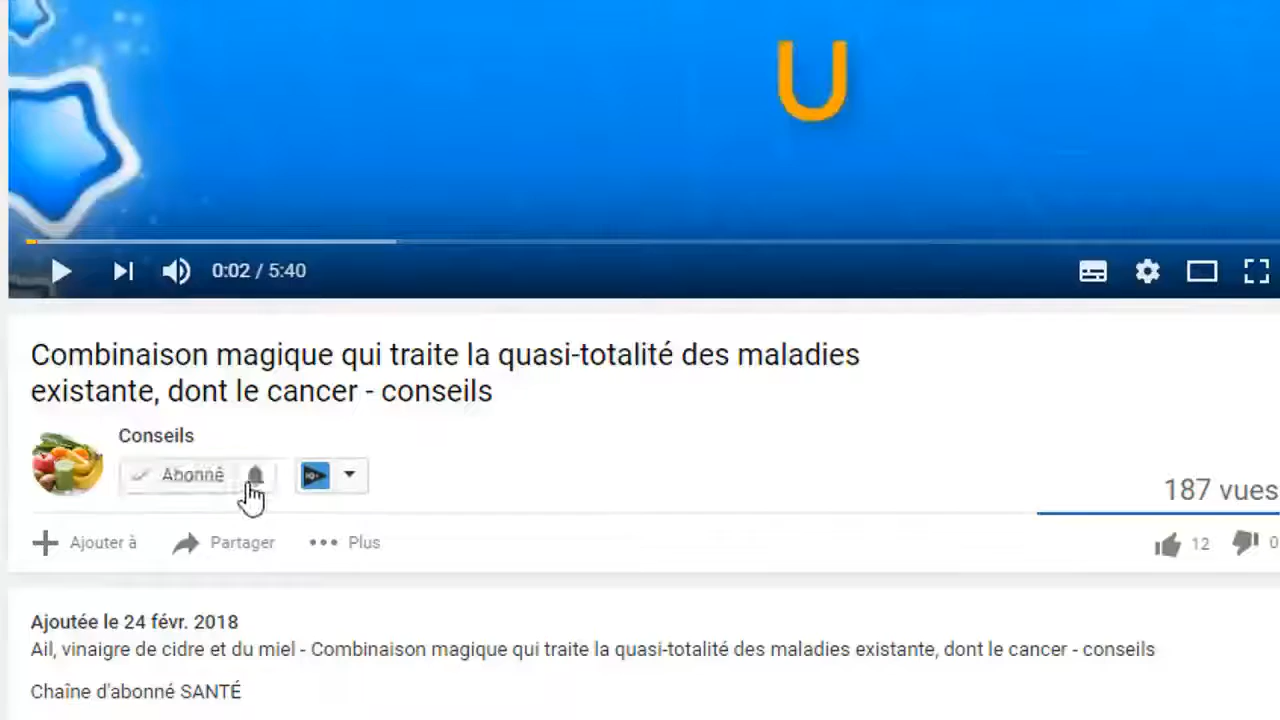 U
0:02 / 5:40
Combinaison magique qui traite la quasi-totalité des maladies
existante, dont le cancer - conseils
Conseils
Abonné
187 vues
Ajouter à
Partager
Plus
12
0
Ajoutée le 24 févr. 2018
Ail, vinaigre de cidre et du miel - Combinaison magique qui traite la quasi-totalité des maladies existante, dont le cancer - conseils
Chaîne d'abonné SANTÉ